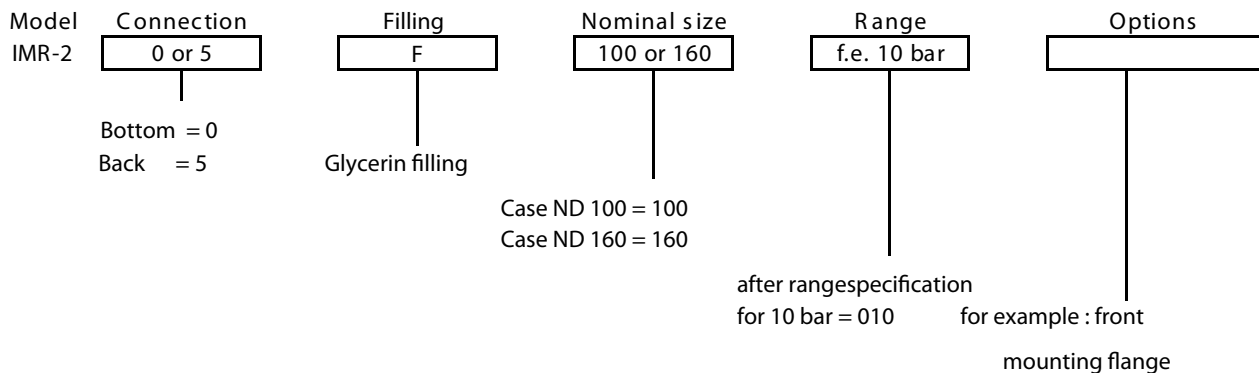 Model Connection Filling Nominal size Range Options
IMR-2 0 or 5 F 100 or 160 f.e. 10 bar
Bottom = 0
Back = 5
Glycerin filling
Case ND 100 = 100
Case ND 160 = 160
after rangespecification
for 10 bar = 010
for example : front
mounting flange